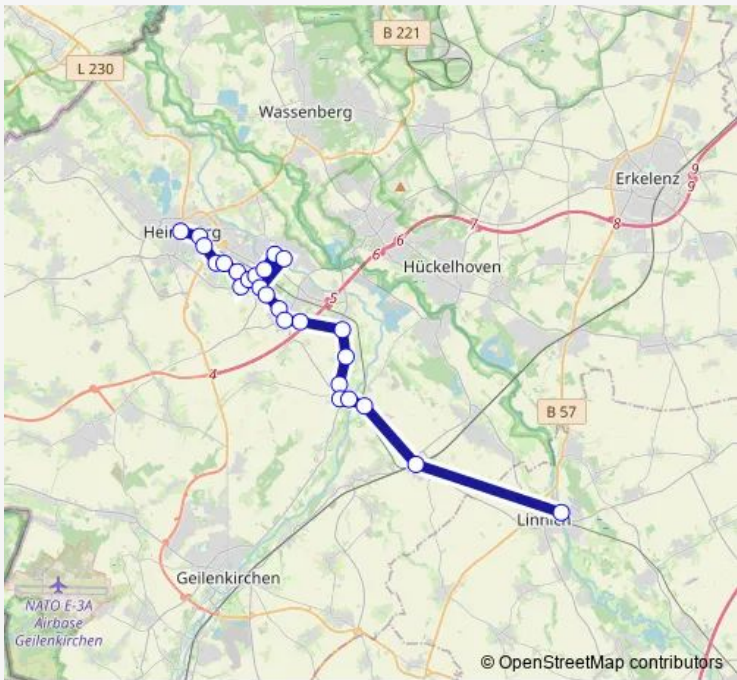 B 221
L 230
Wassenberg
Erkelenz
9
9
8
7
6
6
Hückelhoven
5
4
B 57
Linnich
Geilenkirchen
NATO E-3A
Airbase
Geilenkirchen
© OpenStreetMap contributors